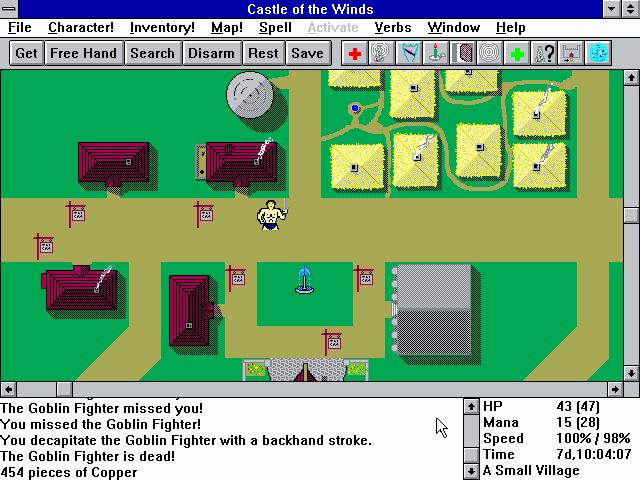 Castle of the Winds
File Character! Inventory! Map! Spell Activate Verbs Window Help
Get Free Hand Search Disarm Rest Save
The Goblin Fighter missed you!
You missed the Goblin Fighter!
You decapitate the Goblin Fighter with a backhand stroke.
The Goblin Fighter is dead!
454 pieces of Copper
HP 43 (47)
Mana 15 (28)
Speed 100% / 98%
Time 7d,10:04:07
A Small Village